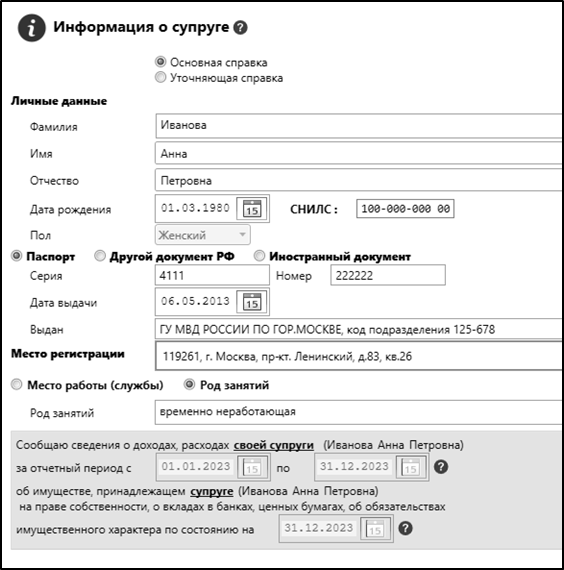 Информация о супруге
Основная справка
Уточняющая справка
Личные данные
Фамилия Иванова
Имя Анна
Отчество Петровна
Дата рождения 01.03.1980 15 СНИЛС: 100-000-000 00
Пол Женский
Паспорт Другой документ РФ Иностранный документ
Серия 4111 Номер 222222
Дата выдачи 06.05.2013 15
Выдан ГУ МВД РОССИИ ПО ГОР.МОСКВЕ, код подразделения 125-678
Место регистрации 119261, г. Москва, пр-кт. Ленинский, д.83, кв.26
Место работы (службы) Род занятий
Род занятий временно неработающая
Сообщаю сведения о доходах, расходах своей супруги (Иванова Анна Петровна)
за отчетный период с 01.01.2023 15 по 31.12.2023 15 ?
об имуществе, принадлежащем супруге (Иванова Анна Петровна)
на праве собственности, о вкладах в банках, ценных бумагах, об обязательствах
имущественного характера по состоянию на 31.12.2023 15 ?